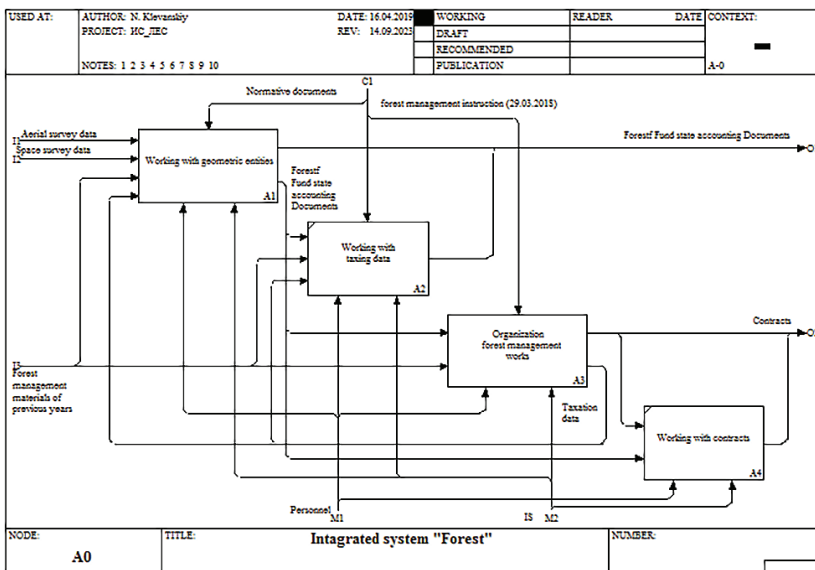 USED AT:
AUTHOR: N. Klevanskiy
DATE: 16.04.2019
WORKING
READER
DATE
CONTEXT:
PROJECT: ИС_ЛЕС
REV: 14.09.2023
DRAFT
RECOMMENDED
NOTES: 1 2 3 4 5 6 7 8 9 10
PUBLICATION
A-0
C1
Normative documents
forest management instruction (29.03.2018)
I1
Aerial survey data
I2
Space survey data
Working with geometric entities
A1
Forestf Fund state accounting Documents
Forestf
Fund state
accounting
Documents
Working with
taxing data
A2
Organization
forest management
works
A3
Contracts
I3
Forest
management
materials of
previous years
Taxation
data
Working with contracts
A4
Personnel
M1
IS
M2
NODE:
A0
TITLE:
Intagrated system "Forest"
NUMBER: